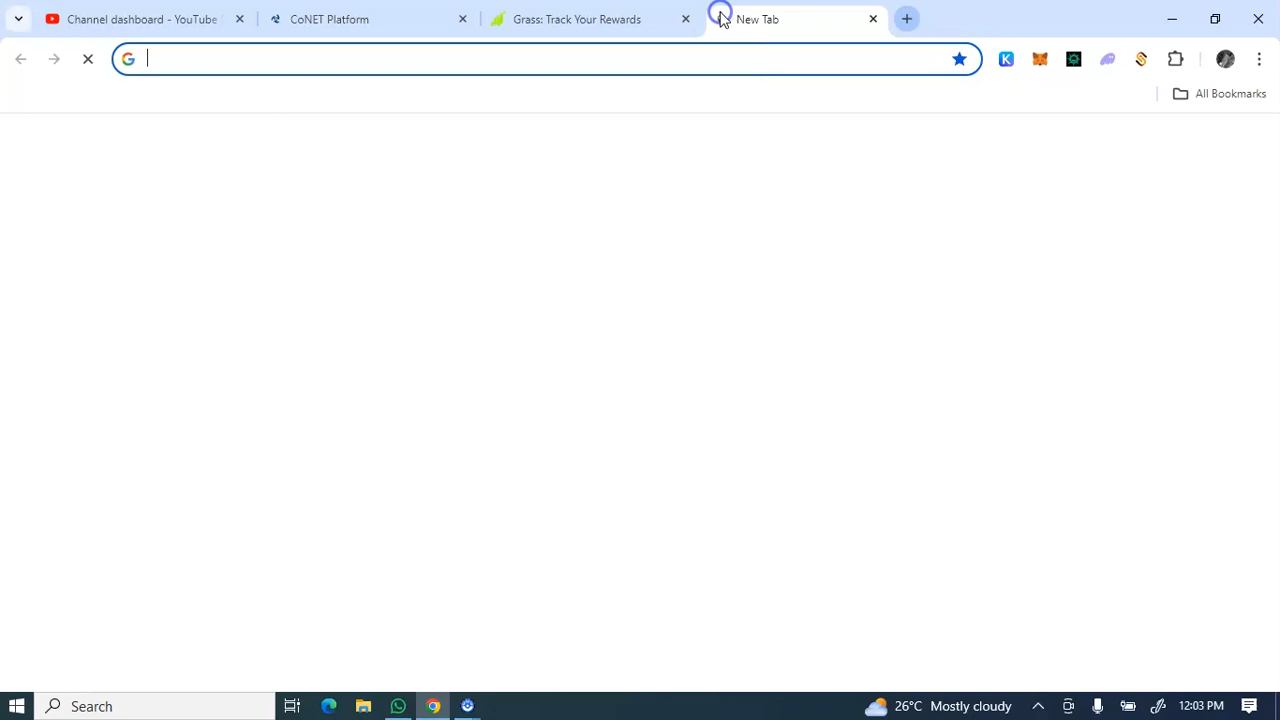 Channel dashboard - YouTube
CoNET Platform
Grass: Track Your Rewards
New Tab
All Bookmarks
Search
26°C Mostly cloudy
12:03 PM